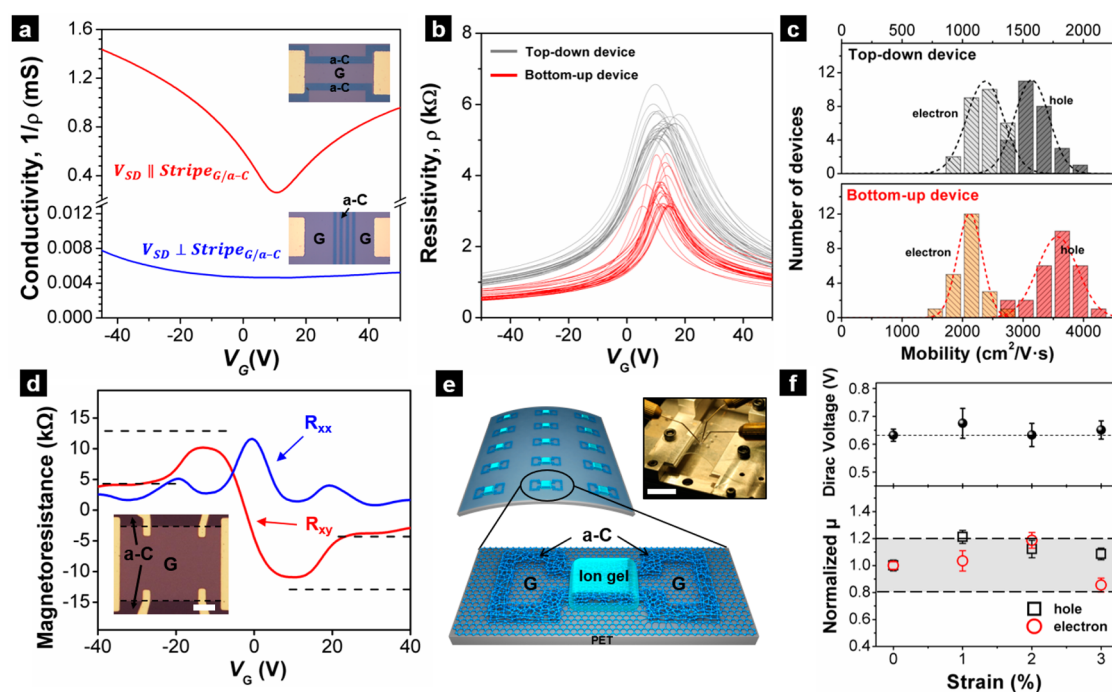 a
Conductivity, 1/ρ (mS)
1.6
1.2
0.8
0.4
0.012
0.008
0.004
0.000
a-C
G
a-C
V_SD ∥ Stripe_G/a-C
a-C
G G
V_SD ⊥ Stripe_G/a-C
-40 -20 0 20 40
V_G(V)
b
Resistivity, ρ (kΩ)
8
6
4
2
0
Top-down device
Bottom-up device
-40 -20 0 20 40
V_G(V)
c
0 500 1000 1500 2000
Number of devices
12
8
4
0
Top-down device
electron
hole
12
8
4
0
Bottom-up device
electron
hole
0 1000 2000 3000 4000
Mobility (cm²/V·s)
d
Magnetoresistance (kΩ)
15
10
5
0
-5
-10
-15
R_xx
R_xy
a-C
G
-40 -20 0 20 40
V_G (V)
e
a-C
G
Ion gel
G
PET
f
Dirac Voltage (V)
0.8
0.7
0.6
0.5
Normalized μ
1.4
1.2
1.0
0.8
0.6
hole
electron
0 1 2 3
Strain (%)